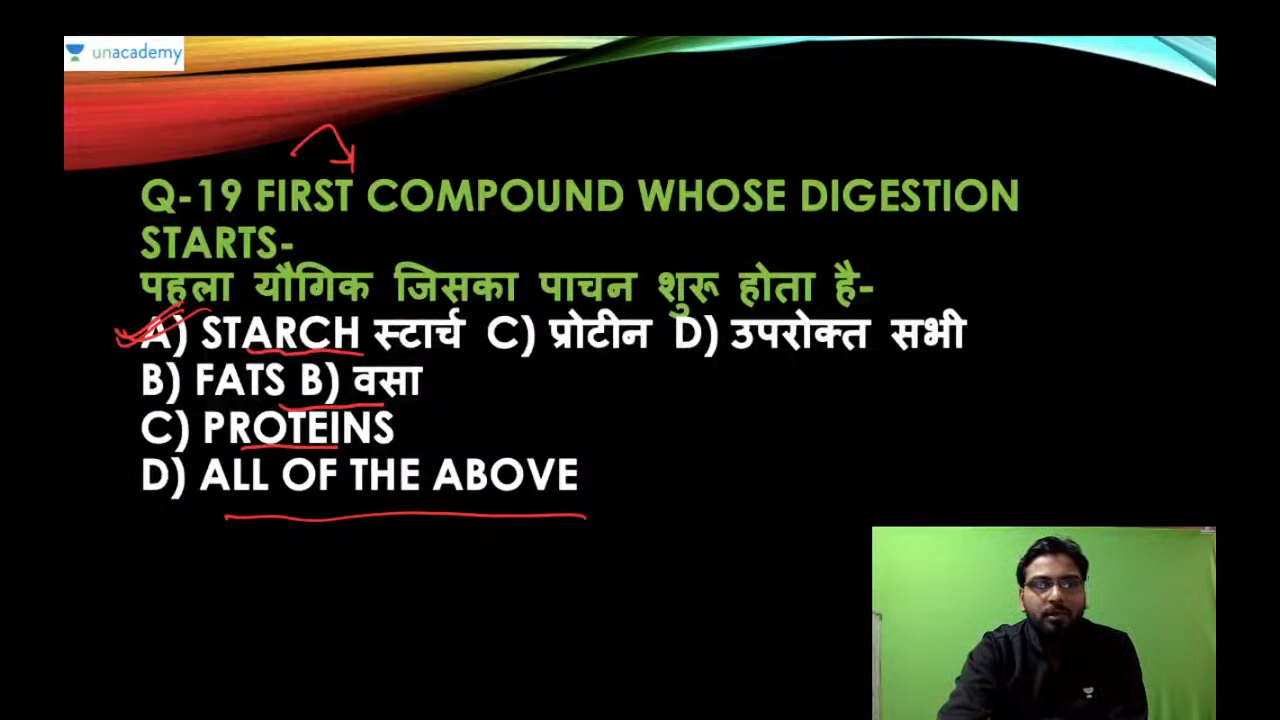 unacademy
Q-19 FIRST COMPOUND WHOSE DIGESTION
STARTS-
पहला यौगिक जिसका पाचन शुरू होता है-
A) STARCH स्टार्च C) प्रोटीन D) उपरोक्त सभी
B) FATS B) वसा
C) PROTEINS
D) ALL OF THE ABOVE